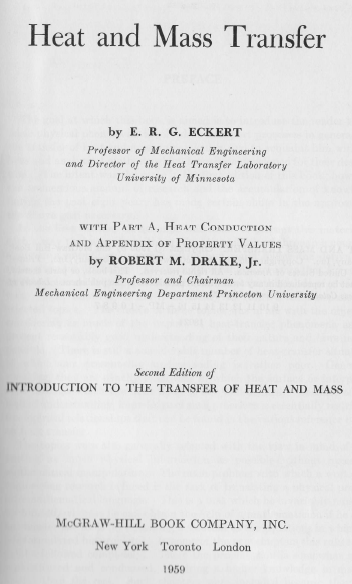 Heat and Mass Transfer
by E. R. G. ECKERT
Professor of Mechanical Engineering
and Director of the Heat Transfer Laboratory
University of Minnesota
WITH PART A, HEAT CONDUCTION
AND APPENDIX OF PROPERTY VALUES
by ROBERT M. DRAKE, Jr.
Professor and Chairman
Mechanical Engineering Department Princeton University
Second Edition of
INTRODUCTION TO THE TRANSFER OF HEAT AND MASS
McGRAW-HILL BOOK COMPANY, INC.
New York Toronto London
1959